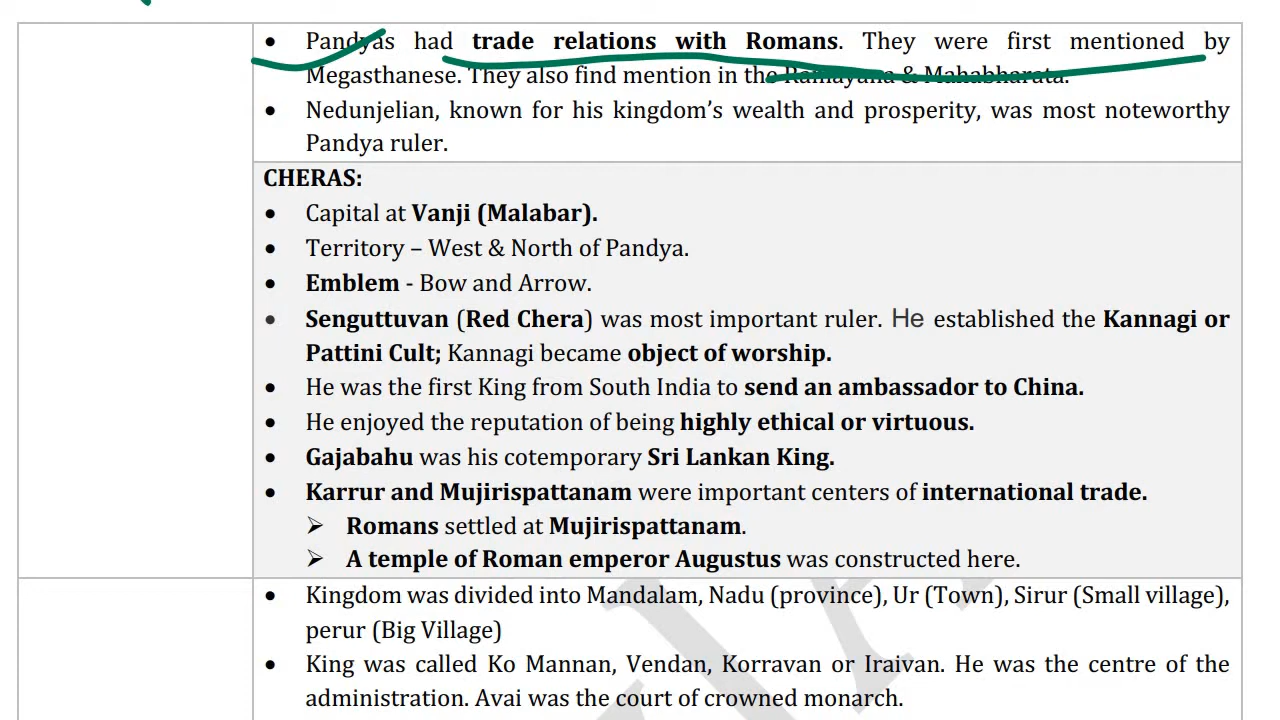 • Pandyas had trade relations with Romans. They were first mentioned by
Megasthanese. They also find mention in the Ramayana & Mahabharata.
• Nedunjelian, known for his kingdom’s wealth and prosperity, was most noteworthy
Pandya ruler.
CHERAS:
• Capital at Vanji (Malabar).
• Territory – West & North of Pandya.
• Emblem - Bow and Arrow.
• Senguttuvan (Red Chera) was most important ruler. He established the Kannagi or
Pattini Cult; Kannagi became object of worship.
• He was the first King from South India to send an ambassador to China.
• He enjoyed the reputation of being highly ethical or virtuous.
• Gajabahu was his cotemporary Sri Lankan King.
• Karrur and Mujirispattanam were important centers of international trade.
➢ Romans settled at Mujirispattanam.
➢ A temple of Roman emperor Augustus was constructed here.
• Kingdom was divided into Mandalam, Nadu (province), Ur (Town), Sirur (Small village),
perur (Big Village)
• King was called Ko Mannan, Vendan, Korravan or Iraivan. He was the centre of the
administration. Avai was the court of crowned monarch.